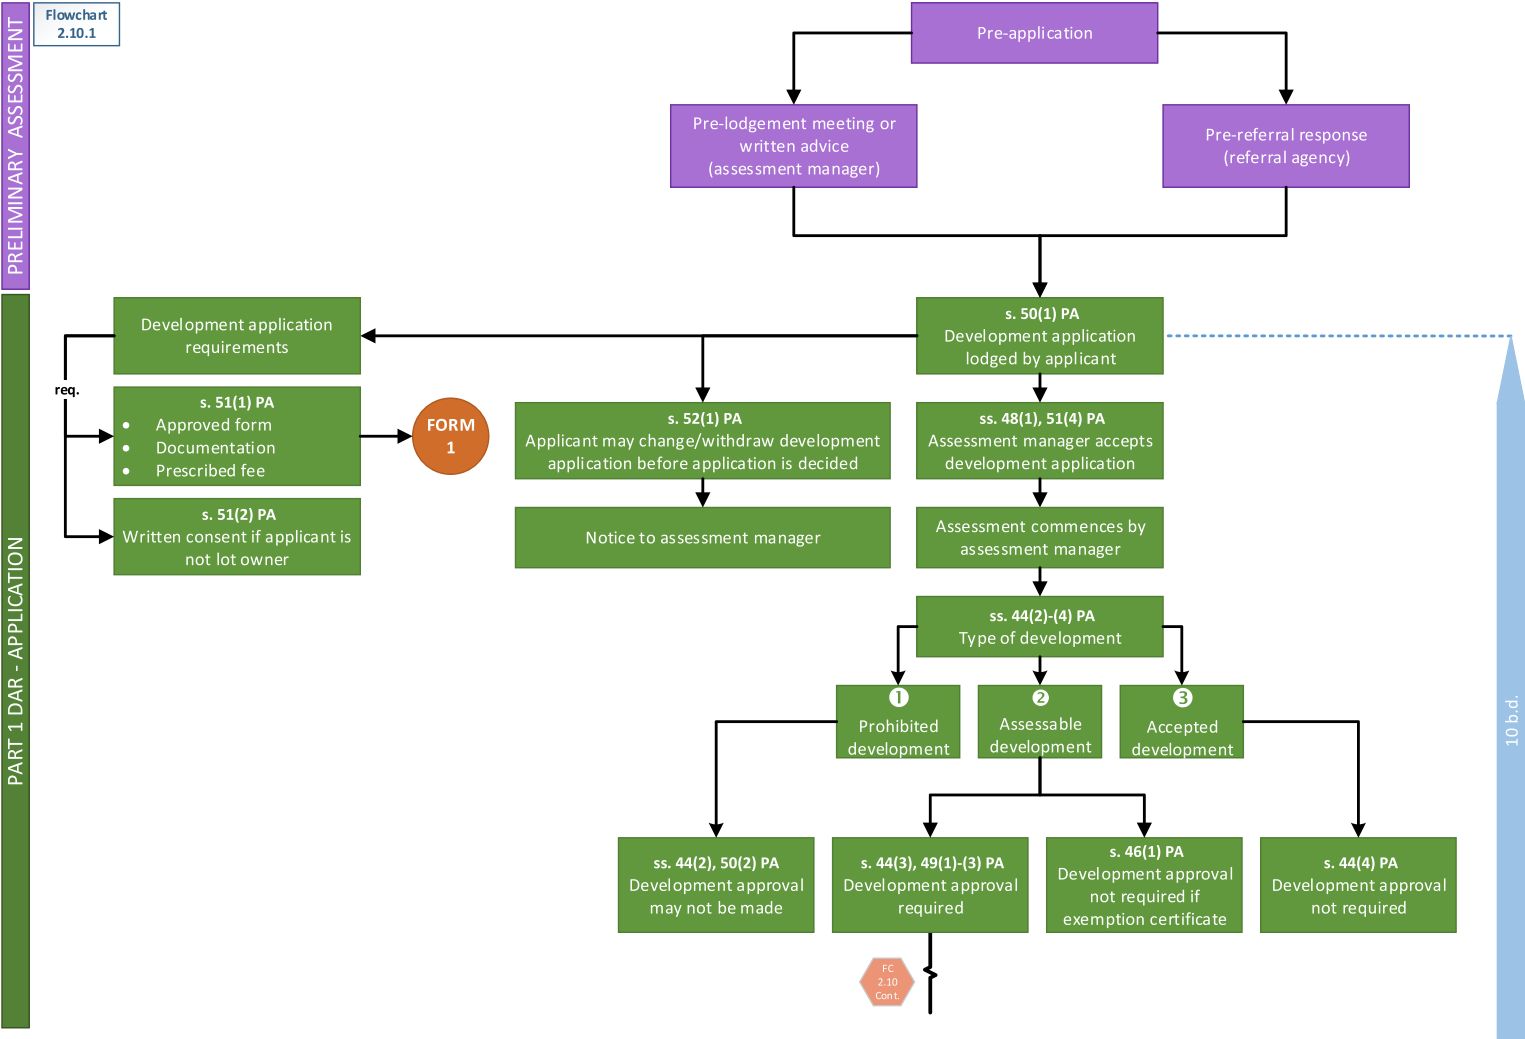 Flowchart
2.10.1
PRELIMINARY ASSESSMENT
Pre-application
Pre-lodgement meeting or
written advice
(assessment manager)
Pre-referral response
(referral agency)
PART 1 DAR - APPLICATION
Development application
requirements
s. 50(1) PA
Development application
lodged by applicant
req.
s. 51(1) PA
• Approved form
• Documentation
• Prescribed fee
FORM
1
s. 52(1) PA
Applicant may change/withdraw development
application before application is decided
ss. 48(1), 51(4) PA
Assessment manager accepts
development application
s. 51(2) PA
Written consent if applicant is
not lot owner
Notice to assessment manager
Assessment commences by
assessment manager
ss. 44(2)-(4) PA
Type of development
1
Prohibited
development
2
Assessable
development
3
Accepted
development
10 b.d.
ss. 44(2), 50(2) PA
Development approval
may not be made
s. 44(3), 49(1)-(3) PA
Development approval
required
s. 46(1) PA
Development approval
not required if
exemption certificate
s. 44(4) PA
Development approval
not required
FC
2.10
Cont.